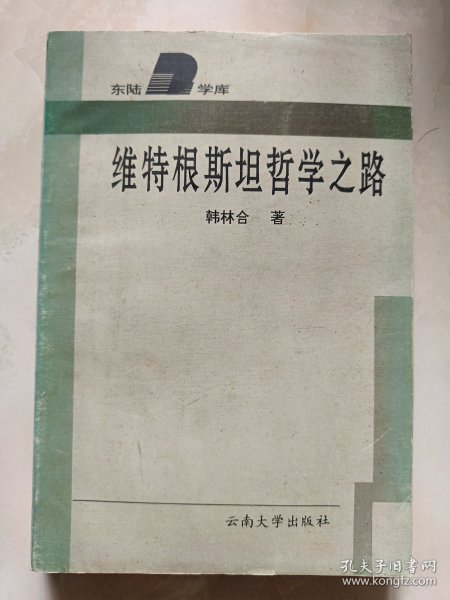 东陆 学库
维特根斯坦哲学之路
韩林合 著
云南大学出版社
孔夫子旧书网
www.kongfz.com